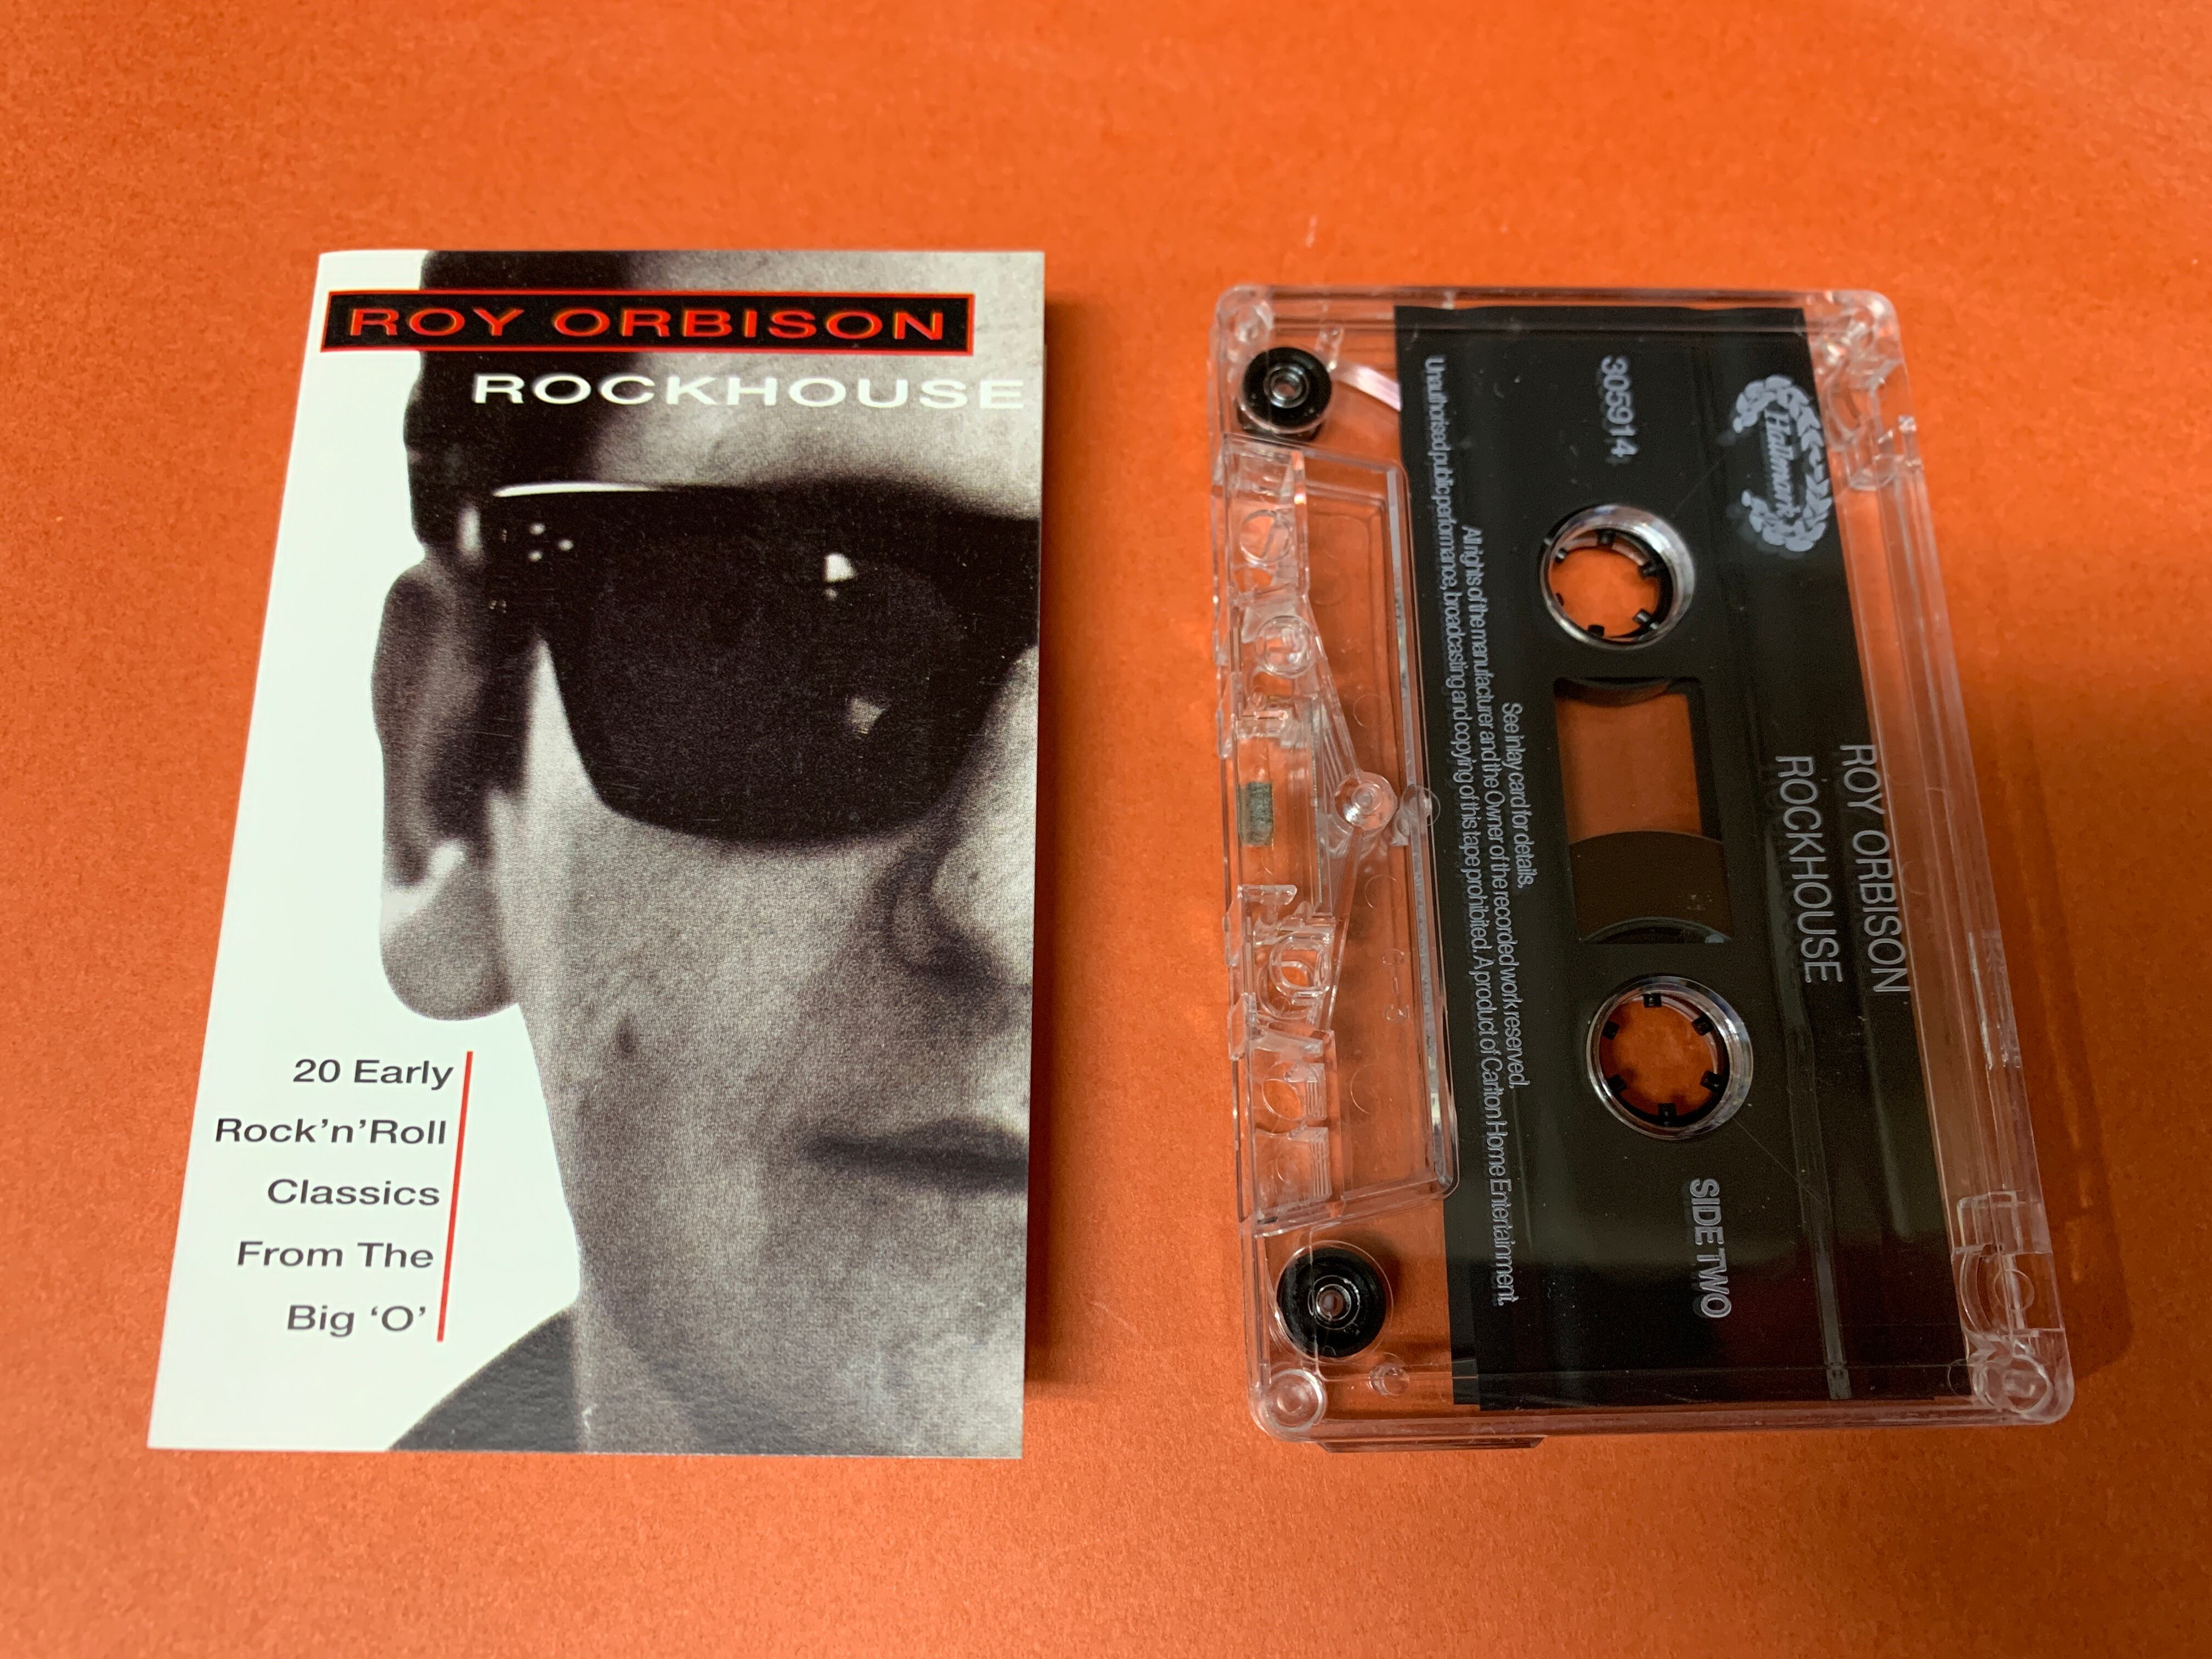 ROY ORBISON
ROCKHOUSE
20 Early
Rock'n'Roll
Classics
From The
Big 'O'
Hallmark
ROY ORBISON
ROCKHOUSE
305914
SIDE TWO
See inlay card for details.
All rights of the manufacturer and the Owner of the recorded work reserved.
Unauthorised public performance, broadcasting and copying of this tape prohibited. A product of Carlton Home Entertainment.